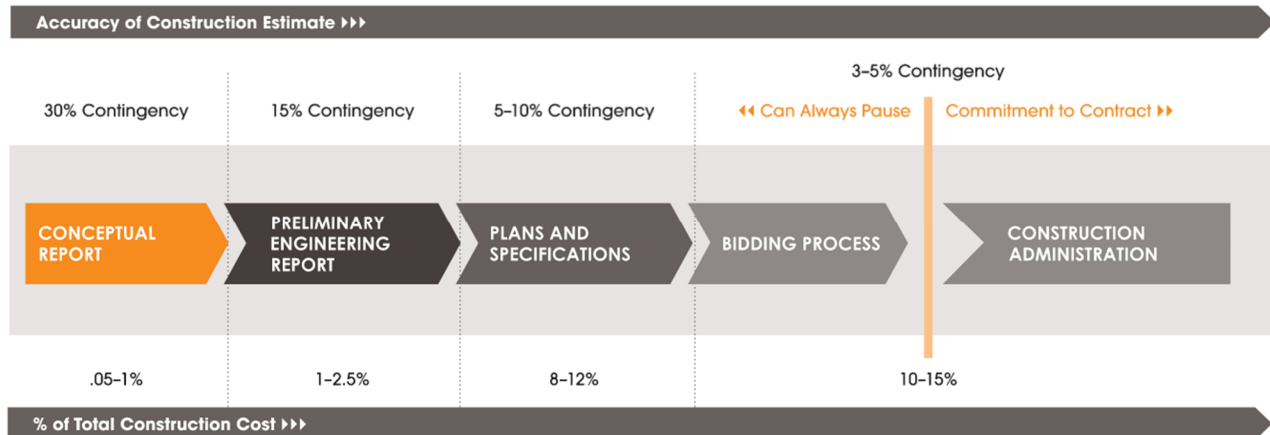 Accuracy of Construction Estimate
3–5% Contingency
30% Contingency
15% Contingency
5–10% Contingency
Can Always Pause
Commitment to Contract
CONCEPTUAL
REPORT
PRELIMINARY
ENGINEERING
REPORT
PLANS AND
SPECIFICATIONS
BIDDING PROCESS
CONSTRUCTION
ADMINISTRATION
.05–1%
1–2.5%
8–12%
10–15%
% of Total Construction Cost